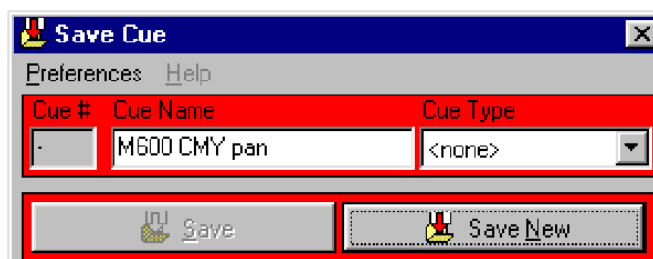 Save Cue
Preferences Help
Cue # Cue Name Cue Type
- M600 CMY pan <none>
Save Save New